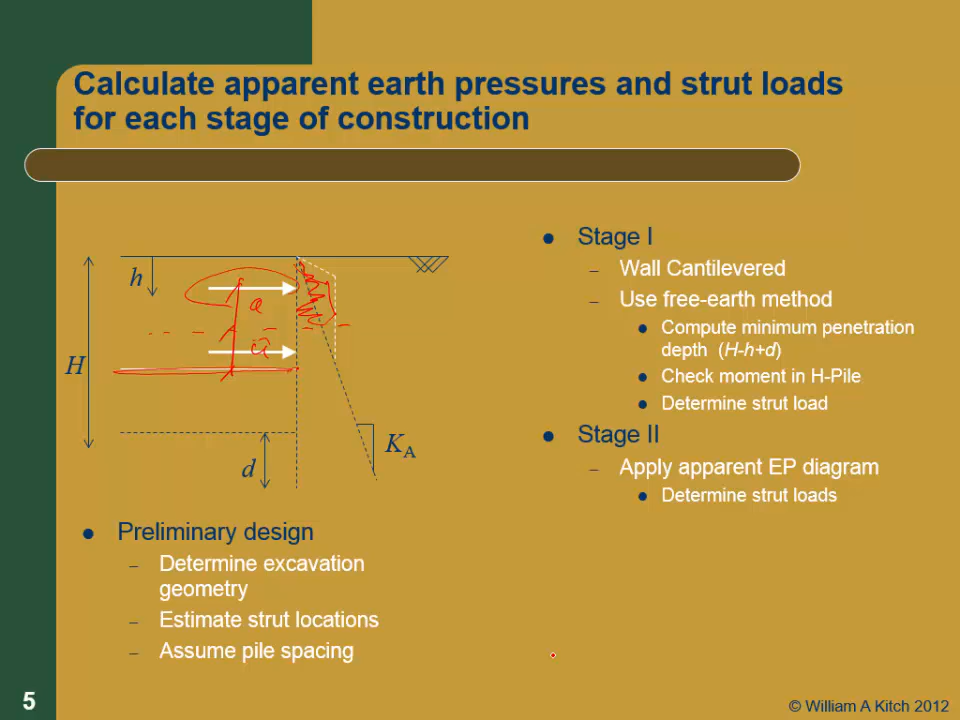 Calculate apparent earth pressures and strut loads
for each stage of construction
h
H
d
a
K_A
● Stage I
– Wall Cantilevered
– Use free-earth method
● Compute minimum penetration
depth (H-h+d)
● Check moment in H-Pile
● Determine strut load
● Stage II
– Apply apparent EP diagram
● Determine strut loads
● Preliminary design
– Determine excavation
geometry
– Estimate strut locations
– Assume pile spacing
5
© William A Kitch 2012